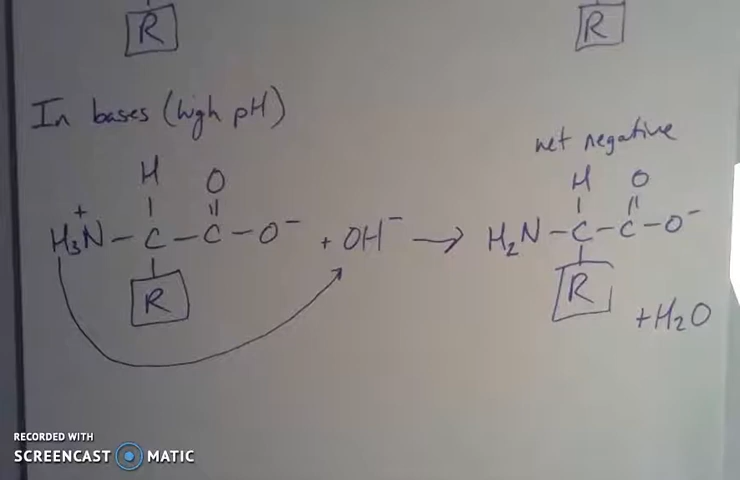 R R
In bases (high pH)
net negative
H O H O
+
H₃N – C – C – O⁻ + OH⁻ → H₂N – C – C – O⁻
R R
+ H₂O
RECORDED WITH
SCREENCAST MATIC